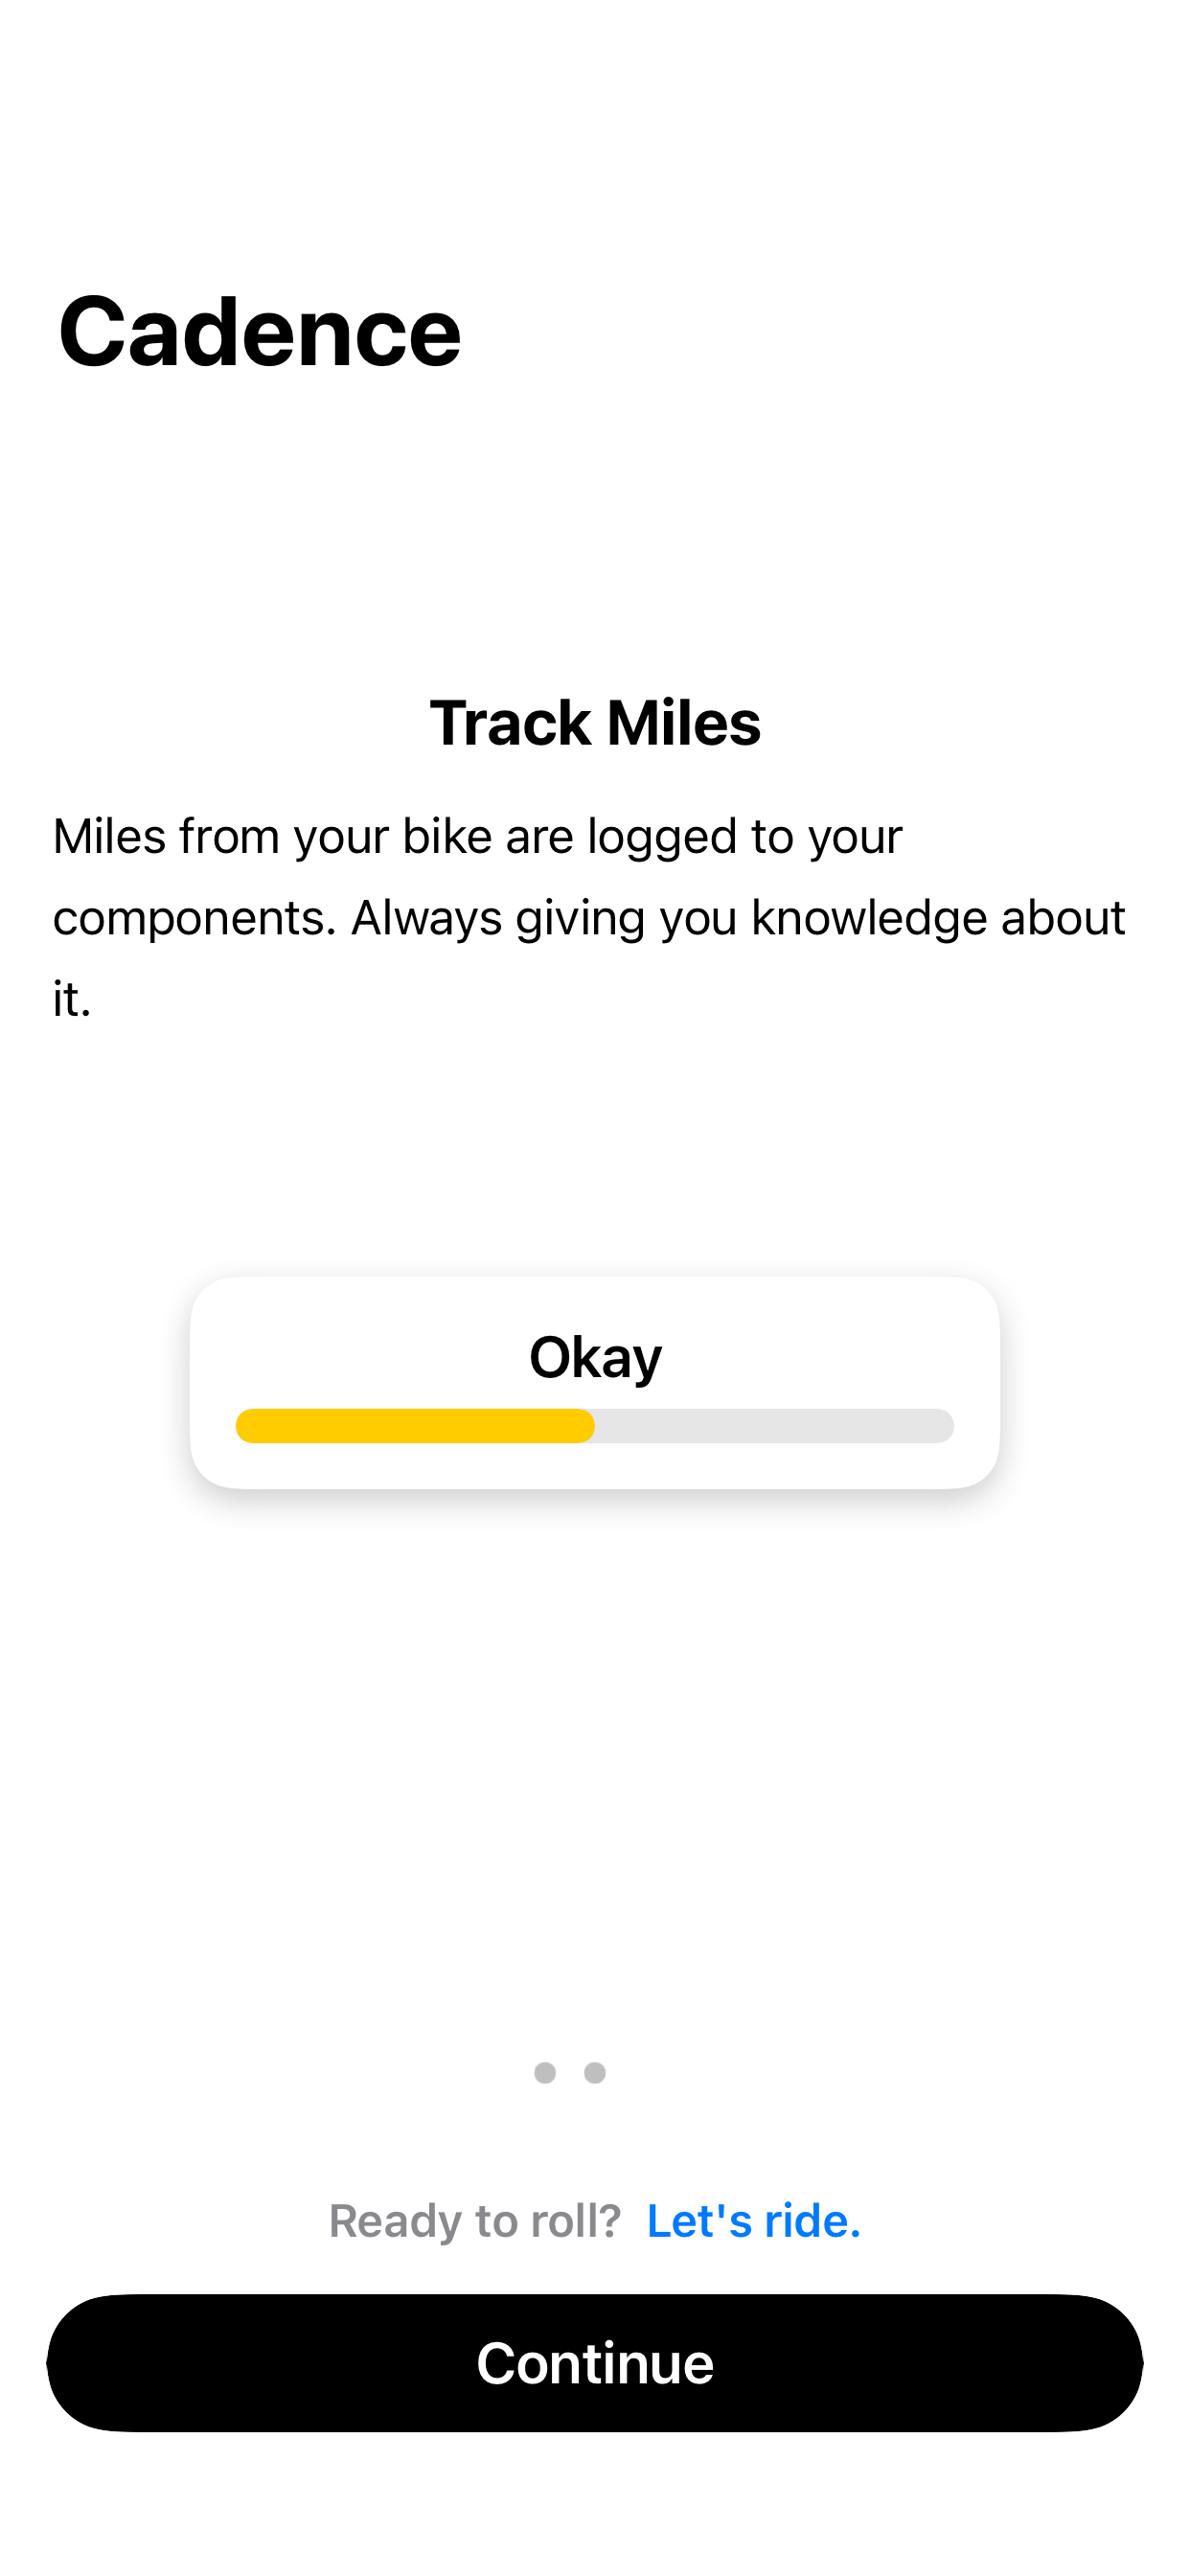 Cadence
Track Miles
Miles from your bike are logged to your
components. Always giving you knowledge about
it.
Okay
Ready to roll? Let's ride.
Continue